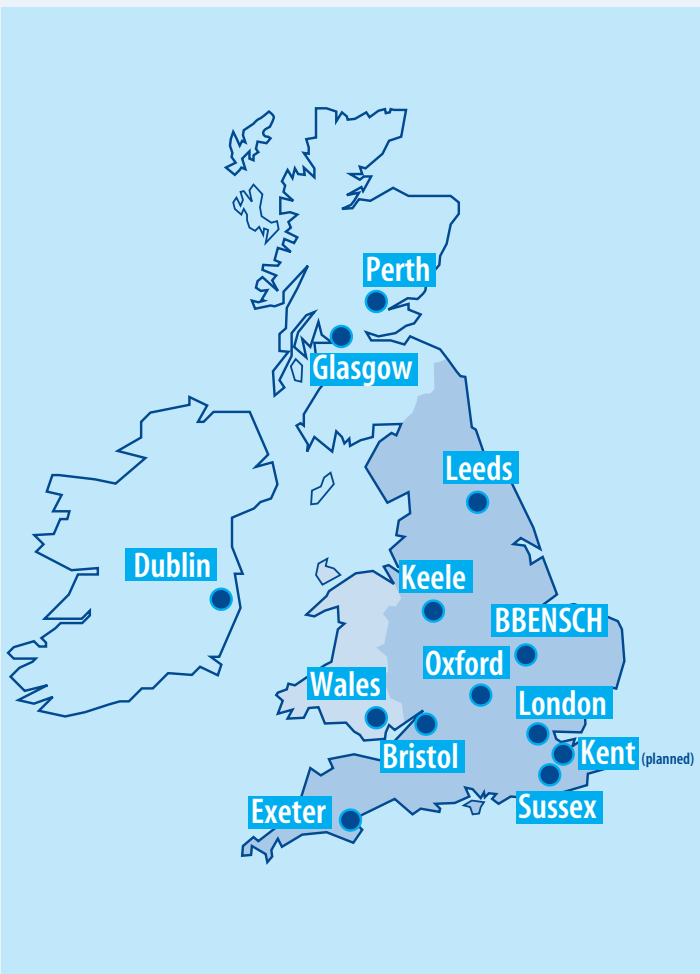 Perth
Glasgow
Leeds
Dublin
Keele
BBENSCH
Oxford
Wales
London
Bristol
Kent (planned)
Sussex
Exeter